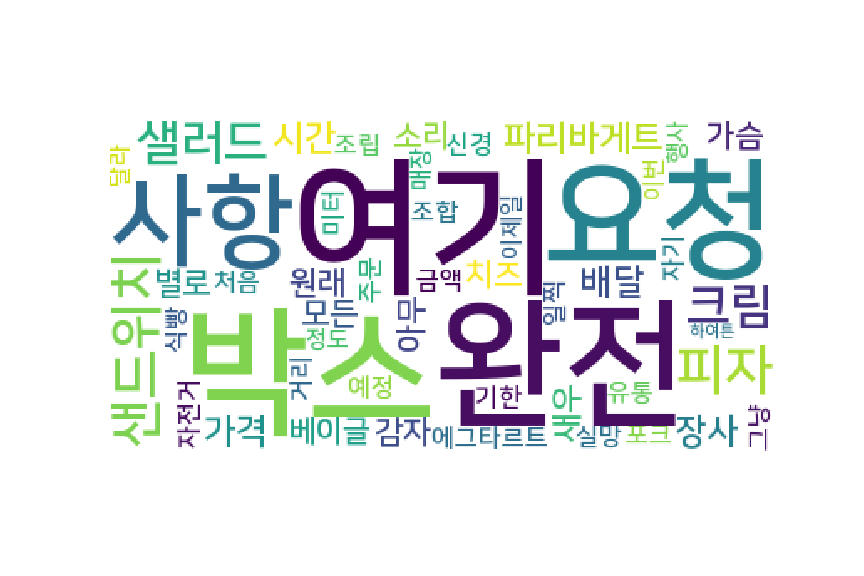 샐러드 시간 조립 소리 신경 파리바게트 행사 가슴
달라 매장 이번
사항 여기 요청
미터 조합 이제일 자기
별로 처음 원래 주문 금액 치즈 배달 크림
샌드위치 식빵 모든 정도 아무 일찍 하여튼
박스 완전 피자
거리 예정 기한 유통
자전거 가격 베이글 감자 에그타르트 새우 실망 포크 장사 그냥